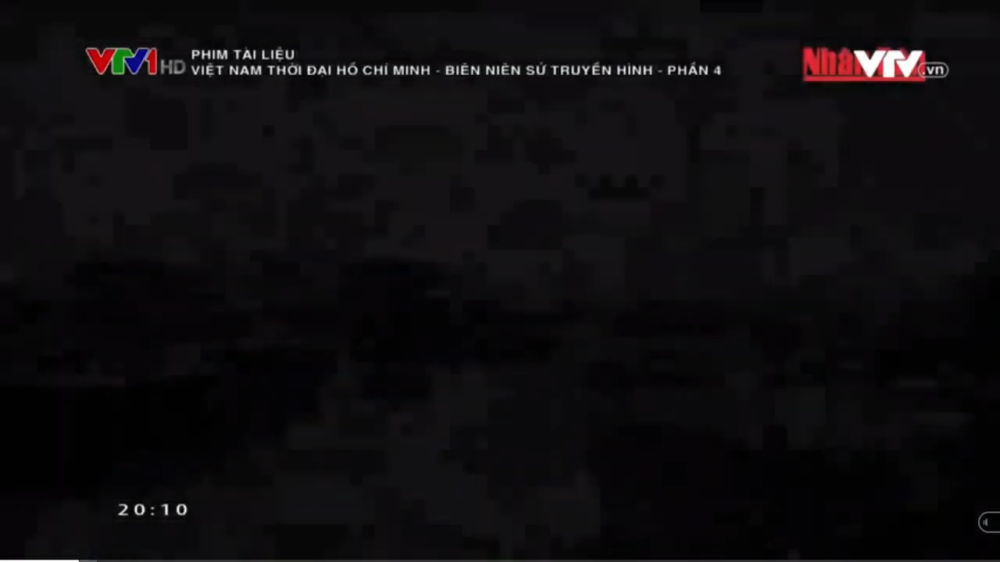 VTV1 HD
PHIM TÀI LIỆU
VIỆT NAM THỜI ĐẠI HỒ CHÍ MINH - BIÊN NIÊN SỬ TRUYỀN HÌNH - PHẦN 4
VTV.vn
20:10